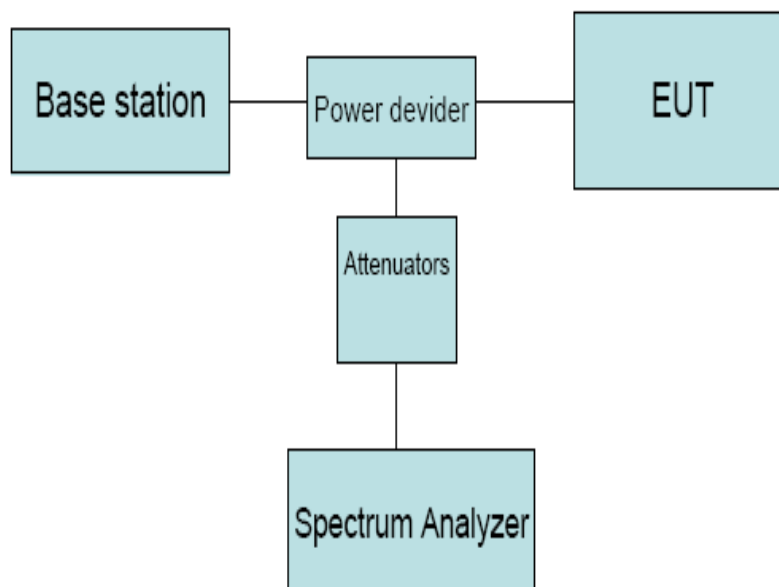 Base station
Power devider
EUT
Attenuators
Spectrum Analyzer